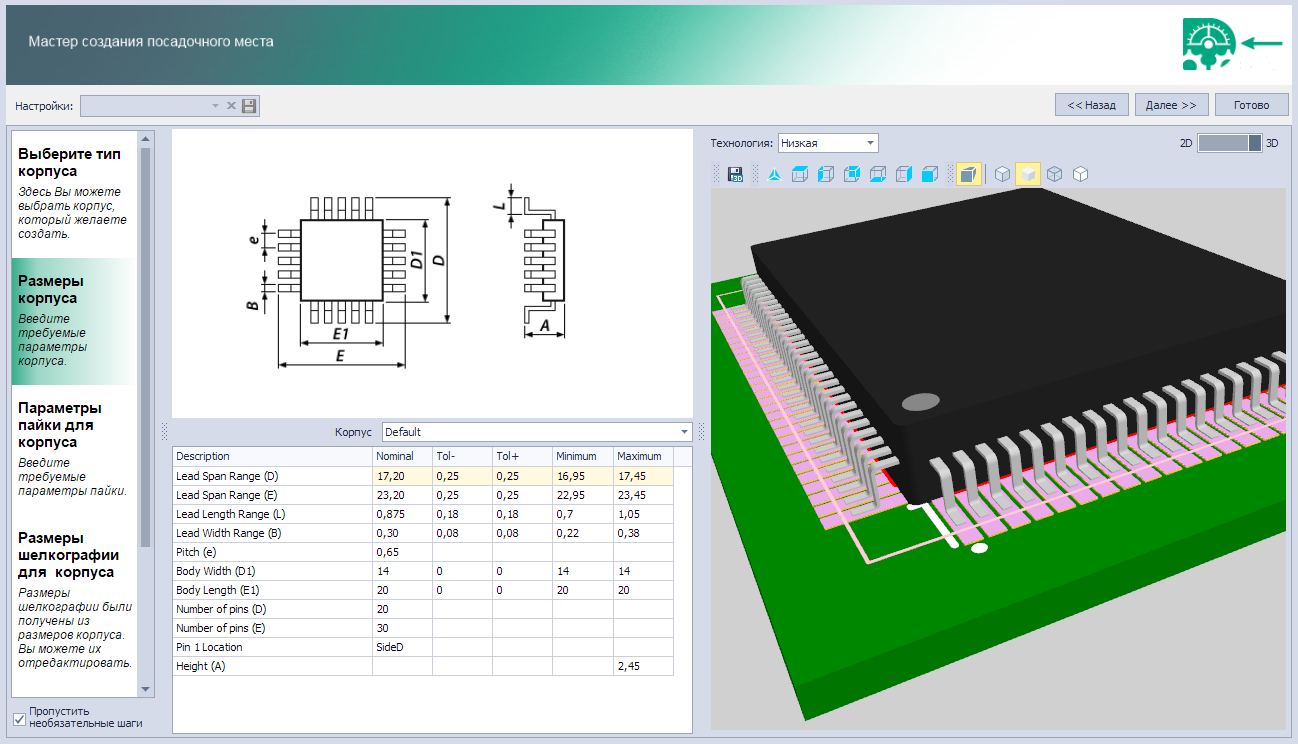 Мастер создания посадочного места
Настройки:
<< Назад
Далее >>
Готово
Выберите тип
корпуса
Здесь Вы можете
выбрать корпус,
который желаете
создать.
Размеры
корпуса
Введите
требуемые
параметры
корпуса.
Параметры
пайки для
корпуса
Введите
требуемые
параметры пайки.
Размеры
шелкографии
для корпуса
Размеры
шелкографии были
получены из
размеров корпуса.
Вы можете их
отредактировать.
Пропустить
необязательные шаги
e
B
D1
D
E1
E
L
A
Корпус Default
Description Nominal Tol- Tol+ Minimum Maximum
Lead Span Range (D) 17,20 0,25 0,25 16,95 17,45
Lead Span Range (E) 23,20 0,25 0,25 22,95 23,45
Lead Length Range (L) 0,875 0,18 0,18 0,7 1,05
Lead Width Range (B) 0,30 0,08 0,08 0,22 0,38
Pitch (e) 0,65
Body Width (D1) 14 0 0 14 14
Body Length (E1) 20 0 0 20 20
Number of pins (D) 20
Number of pins (E) 30
Pin 1 Location SideD
Height (A) 2,45
Технология: Низкая
2D 3D
3D